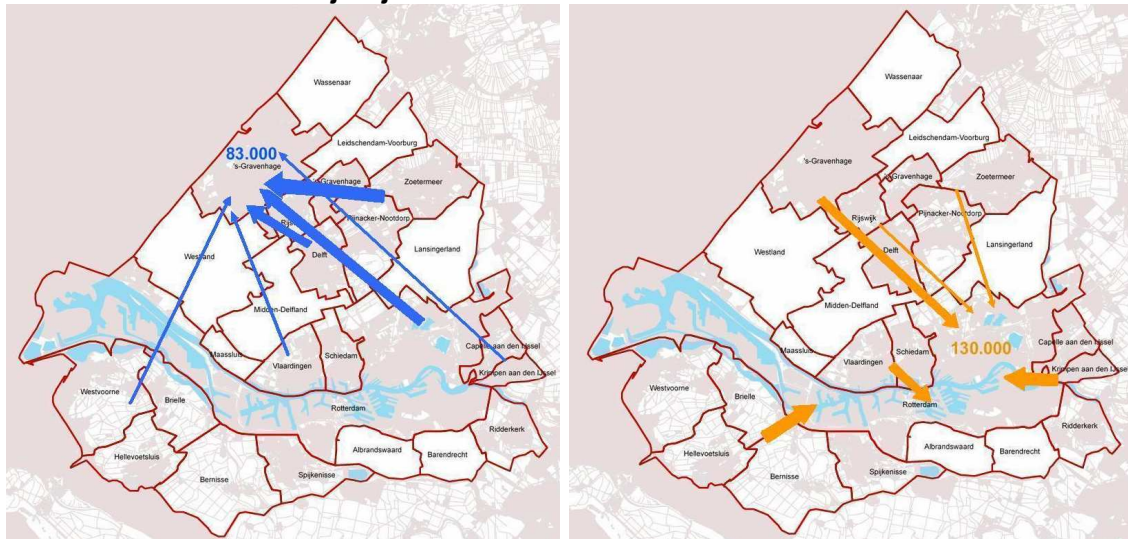 Wassenaar
Leidschendam-Voorburg
83.000
's-Gravenhage
's-Gravenhage
Zoetermeer
Pijnacker-Nootdorp
Lansingerland
Westland
Delft
Midden-Delfland
Maassluis
Vlaardingen
Schiedam
Capelle aan den IJssel
Krimpen aan den IJssel
Westvoorne
Brielle
Rotterdam
Ridderkerk
Hellevoetsluis
Bernisse
Spijkenisse
Albrandswaard
Barendrecht
Wassenaar
Leidschendam-Voorburg
's-Gravenhage
's-Gravenhage
Zoetermeer
Rijswijk
Pijnacker-Nootdorp
Lansingerland
Westland
Delft
Midden-Delfland
Maassluis
Vlaardingen
Schiedam
130.000
Capelle aan den IJssel
Krimpen aan den IJssel
Westvoorne
Brielle
Rotterdam
Ridderkerk
Hellevoetsluis
Bernisse
Spijkenisse
Albrandswaard
Barendrecht